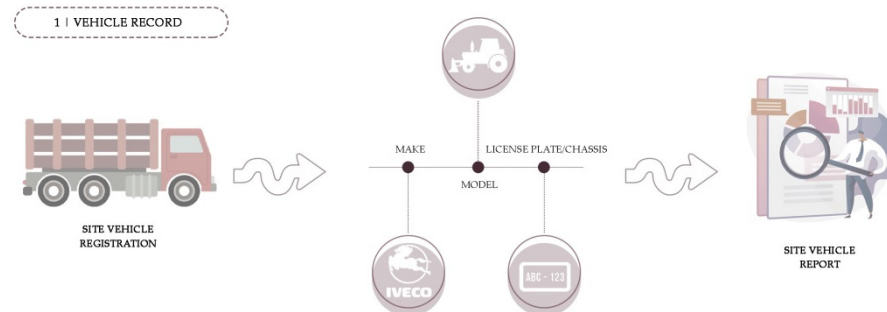 1 | VEHICLE RECORD
MAKE
LICENSE PLATE/CHASSIS
MODEL
SITE VEHICLE
REGISTRATION
IVECO
ABC - 123
SITE VEHICLE
REPORT